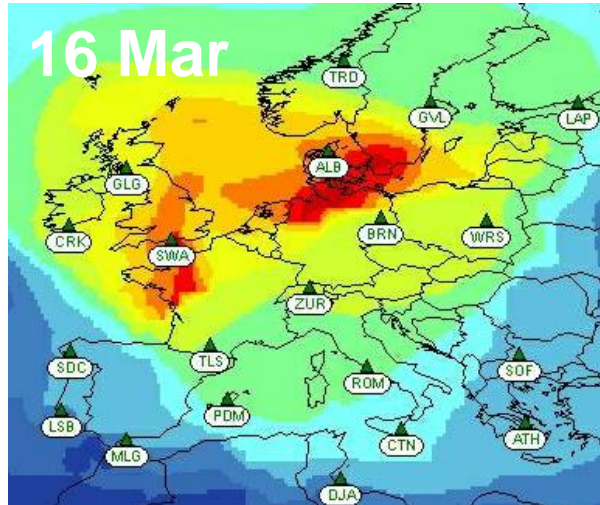 16 Mar
TRD
GVL
LAP
ALB
GLG
CRK
BRN
WRS
SWA
ZUR
TLS
SDC
ROM
SOF
PDM
LSB
ATH
CTN
MLG
DJA